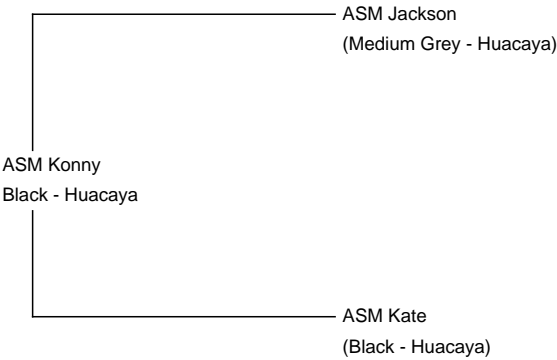 ASM Jackson
(Medium Grey - Huacaya)
ASM Konny
Black - Huacaya
ASM Kate
(Black - Huacaya)